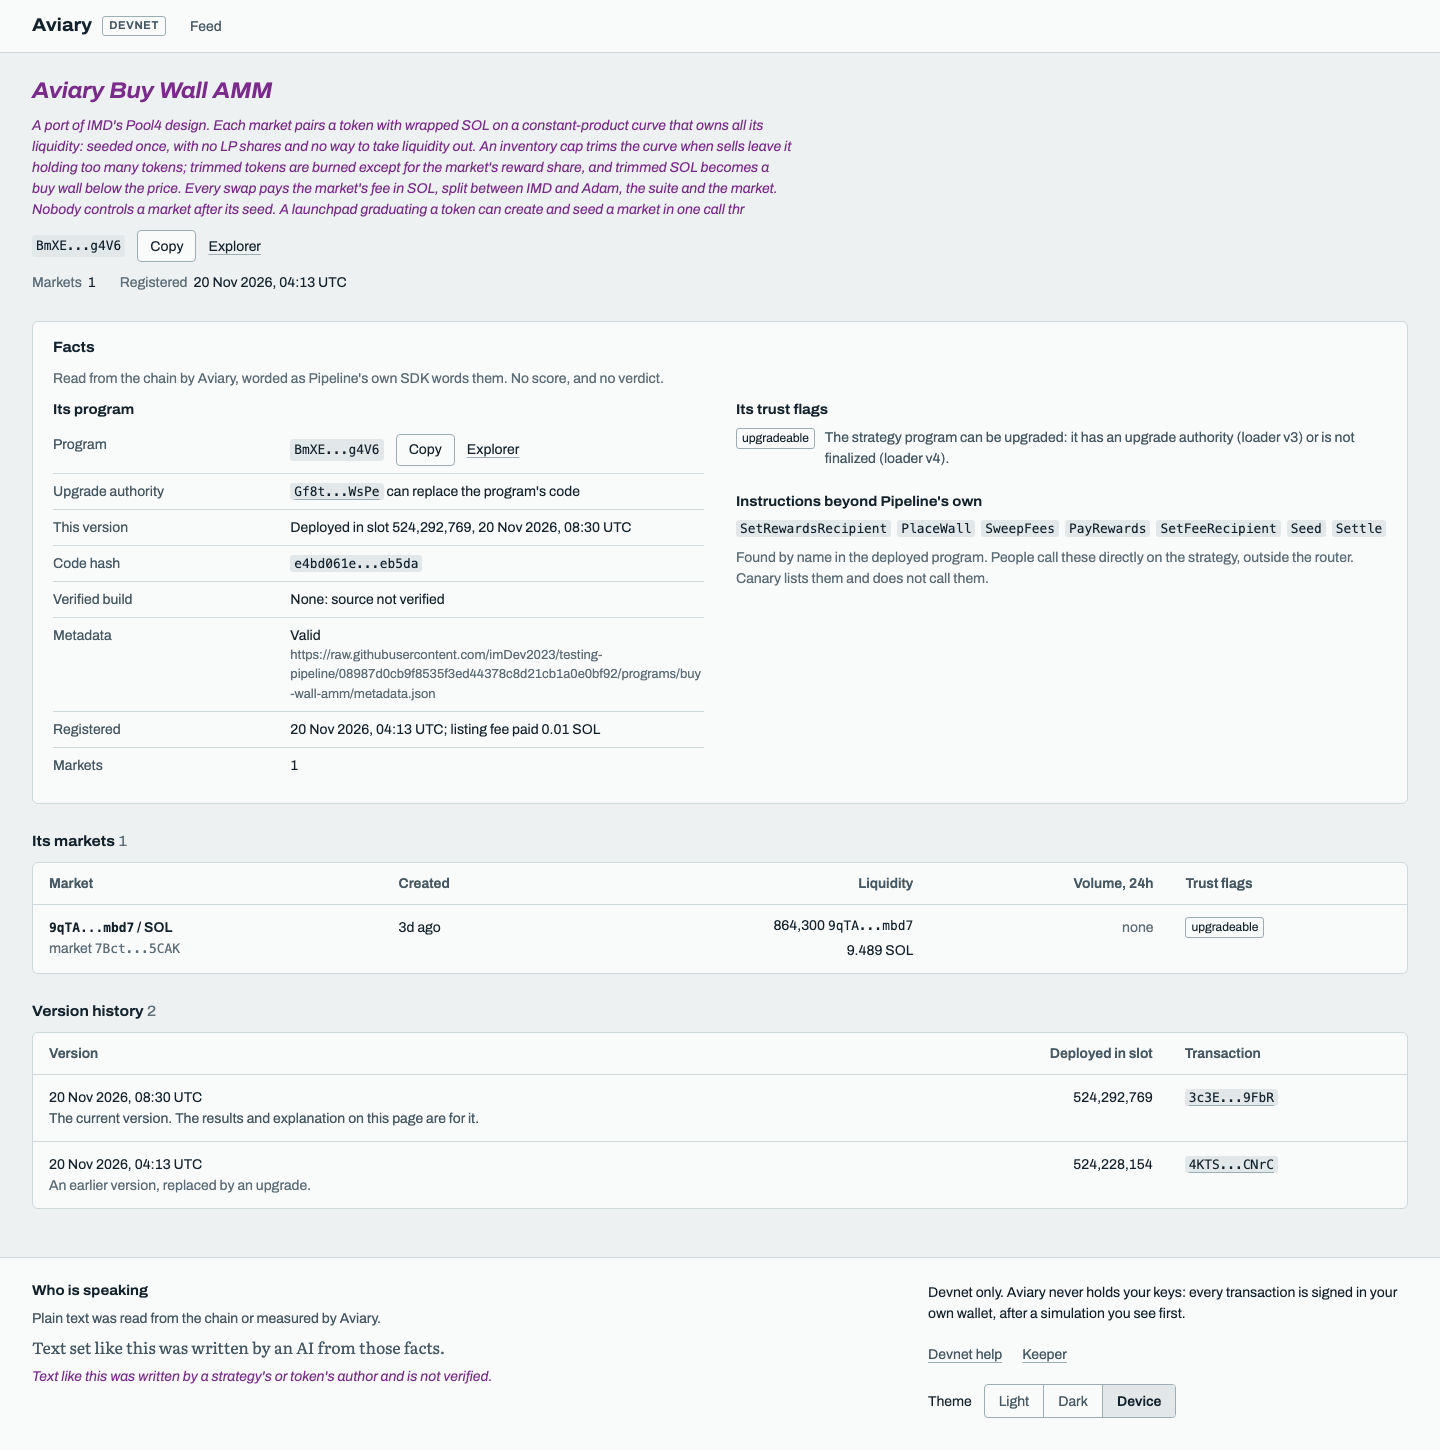 Aviary DEVNET Feed
Aviary Buy Wall AMM
A port of IMD's Pool4 design. Each market pairs a token with wrapped SOL on a constant-product curve that owns all its
liquidity: seeded once, with no LP shares and no way to take liquidity out. An inventory cap trims the curve when sells leave it
holding too many tokens; trimmed tokens are burned except for the market's reward share, and trimmed SOL becomes a
buy wall below the price. Every swap pays the market's fee in SOL, split between IMD and Adam, the suite and the market.
Nobody controls a market after its seed. A launchpad graduating a token can create and seed a market in one call thr
BmXE...g4V6 Copy Explorer
Markets 1 Registered 20 Nov 2026, 04:13 UTC
Facts
Read from the chain by Aviary, worded as Pipeline's own SDK words them. No score, and no verdict.
Its program
Program BmXE...g4V6 Copy Explorer
Upgrade authority Gf8t...WsPe can replace the program's code
This version Deployed in slot 524,292,769, 20 Nov 2026, 08:30 UTC
Code hash e4bd061e...eb5da
Verified build None: source not verified
Metadata Valid
https://raw.githubusercontent.com/imDev2023/testing-
pipeline/08987d0cb9f8535f3ed44378c8d21cb1a0e0bf92/programs/buy
-wall-amm/metadata.json
Registered 20 Nov 2026, 04:13 UTC; listing fee paid 0.01 SOL
Markets 1
Its trust flags
upgradeable The strategy program can be upgraded: it has an upgrade authority (loader v3) or is not
finalized (loader v4).
Instructions beyond Pipeline's own
SetRewardsRecipient PlaceWall SweepFees PayRewards SetFeeRecipient Seed Settle
Found by name in the deployed program. People call these directly on the strategy, outside the router.
Canary lists them and does not call them.
Its markets 1
Market Created Liquidity Volume, 24h Trust flags
9qTA...mbd7 / SOL 3d ago 864,300 9qTA...mbd7 none upgradeable
market 7Bct...5CAK 9.489 SOL
Version history 2
Version Deployed in slot Transaction
20 Nov 2026, 08:30 UTC 524,292,769 3c3E...9FbR
The current version. The results and explanation on this page are for it.
20 Nov 2026, 04:13 UTC 524,228,154 4KTS...CNrC
An earlier version, replaced by an upgrade.
Who is speaking
Plain text was read from the chain or measured by Aviary.
Text set like this was written by an AI from those facts.
Text like this was written by a strategy's or token's author and is not verified.
Devnet only. Aviary never holds your keys: every transaction is signed in your
own wallet, after a simulation you see first.
Devnet help Keeper
Theme Light Dark Device